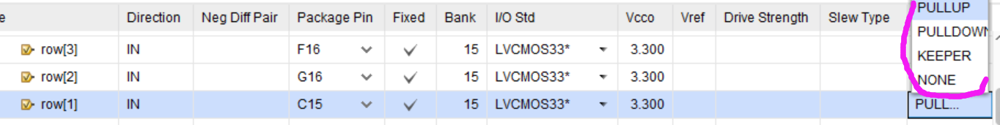 PULLUP
e Direction Neg Diff Pair Package Pin Fixed Bank I/O Std Vcco Vref Drive Strength Slew Type
PULLDOWN
row[3] IN F16 15 LVCMOS33* 3.300
KEEPER
row[2] IN G16 15 LVCMOS33* 3.300
NONE
row[1] IN C15 15 LVCMOS33* 3.300 PULL...